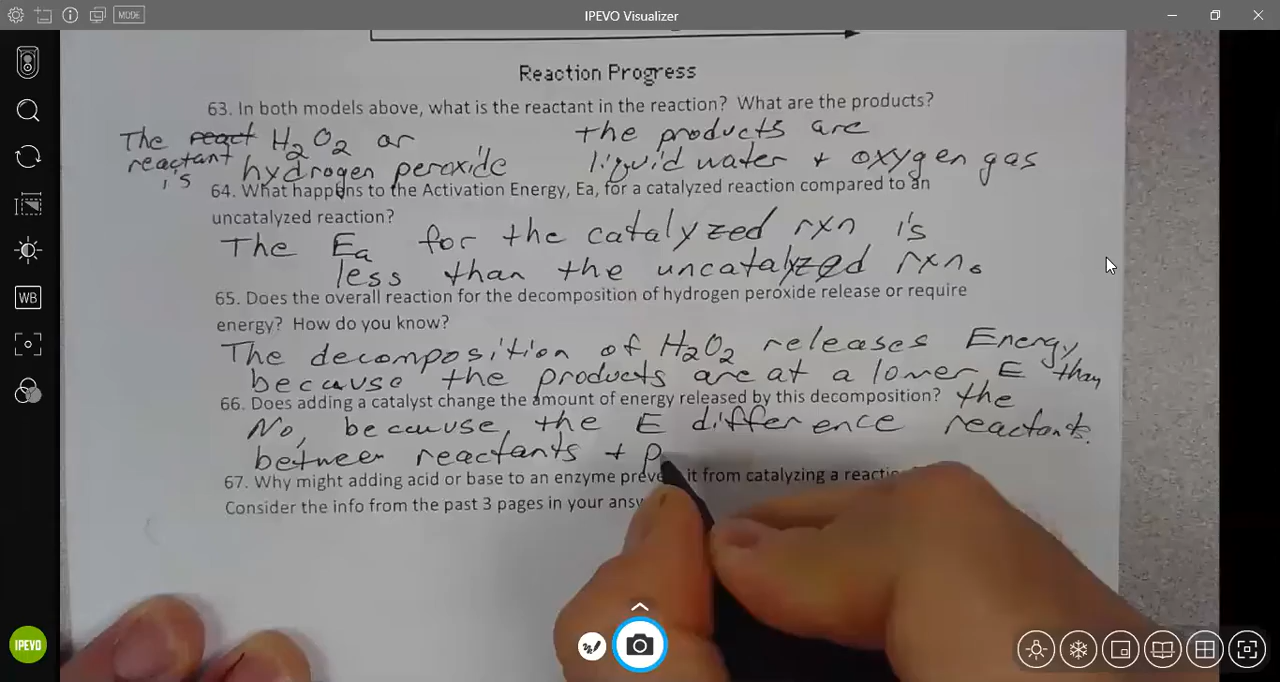 MODE
IPEVO Visualizer
Reaction Progress
63. In both models above, what is the reactant in the reaction? What are the products?
The react H2O2 or the products are
reactant is hydrogen peroxide liquid water + oxygen gas
64. What happens to the Activation Energy, Ea, for a catalyzed reaction compared to an
uncatalyzed reaction?
The Ea for the catalyzed rxn is
less than the uncatalyzed rxn.
65. Does the overall reaction for the decomposition of hydrogen peroxide release or require
energy? How do you know?
The decomposition of H2O2 releases Energy
because the products are at a lower E than
66. Does adding a catalyst change the amount of energy released by this decomposition? the
No, because, the E difference reactants.
between reactants + P
67. Why might adding acid or base to an enzyme it from catalyzing a
Consider the info from the past 3 pages in your
WB
IPEVO